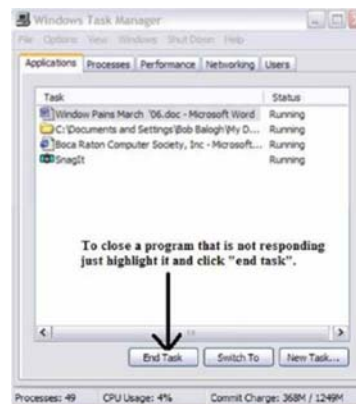 Windows Task Manager
File Options View Windows Shut Down Help
Applications Processes Performance Networking Users
Task Status
Window Pains March '06.doc - Microsoft Word Running
C:\Documents and Settings\Bob Balogh\My D... Running
Boca Raton Computer Society, Inc - Microsoft... Running
SnagIt Running
To close a program that is not responding
just highlight it and click "end task".
End Task Switch To New Task...
Processes: 49 CPU Usage: 4% Commit Charge: 368M / 1249M